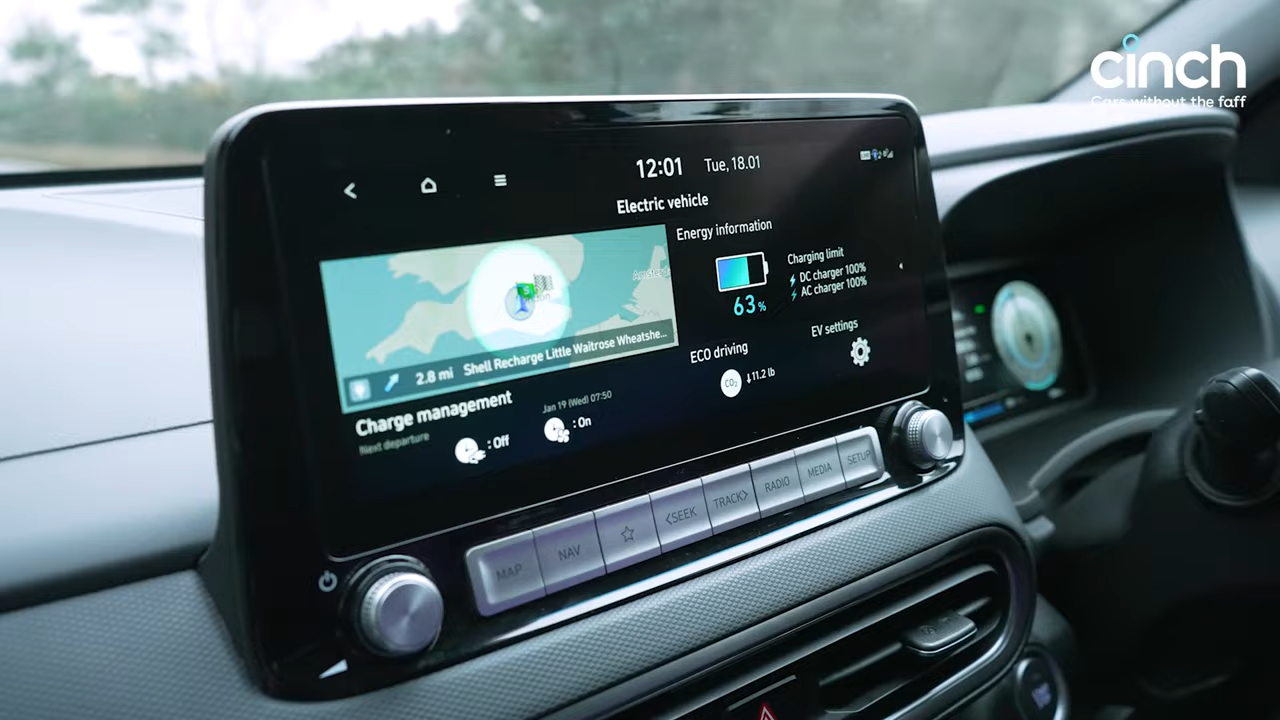 cinch
Cars without the faff
12:01 Tue, 18.01
Electric vehicle
Energy information
63 %
Charging limit
DC charger 100%
AC charger 100%
2.8 mi Shell Recharge Little Waitrose Wheatshe...
ECO driving
CO₂ ↓11.2 lb
EV settings
Charge management
Next departure
: Off
Jan 19 (Wed) 07:50
: On
MAP
NAV
<SEEK
TRACK>
RADIO
MEDIA
SETUP